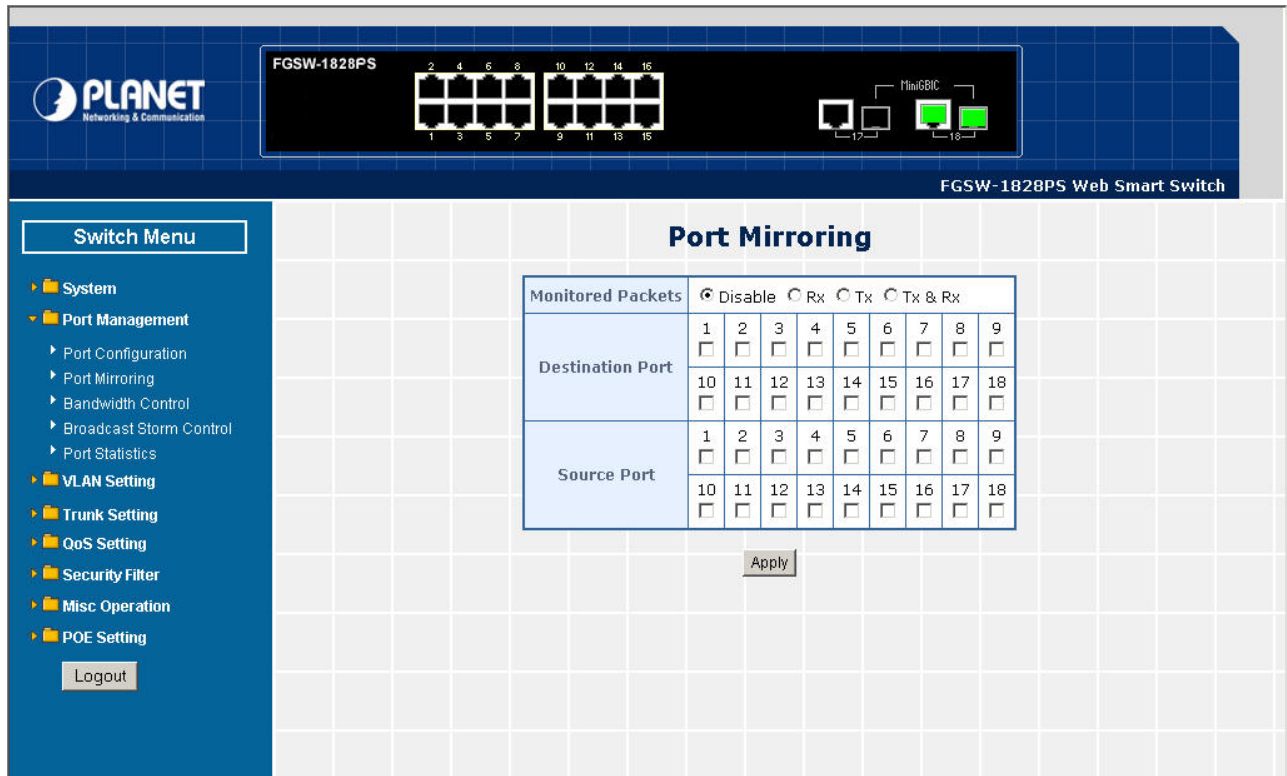 PLANET
Networking & Communication
FGSW-1828PS
2 4 6 8 10 12 14 16
1 3 5 7 9 11 13 15
MiniGBIC
17 18
FGSW-1828PS Web Smart Switch
Switch Menu
System
Port Management
Port Configuration
Port Mirroring
Bandwidth Control
Broadcast Storm Control
Port Statistics
VLAN Setting
Trunk Setting
QoS Setting
Security Filter
Misc Operation
POE Setting
Logout
Port Mirroring
Monitored Packets Disable Rx Tx Tx & Rx
Destination Port
1 2 3 4 5 6 7 8 9
10 11 12 13 14 15 16 17 18
Source Port
1 2 3 4 5 6 7 8 9
10 11 12 13 14 15 16 17 18
Apply